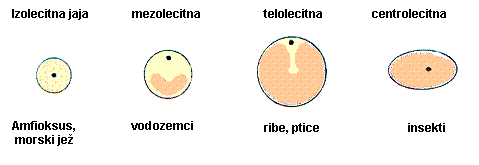 Izolecitna jaja
mezolecitna
telolecitna
centrolecitna
Amfioksus,
morski jež
vodozemci
ribe, ptice
insekti